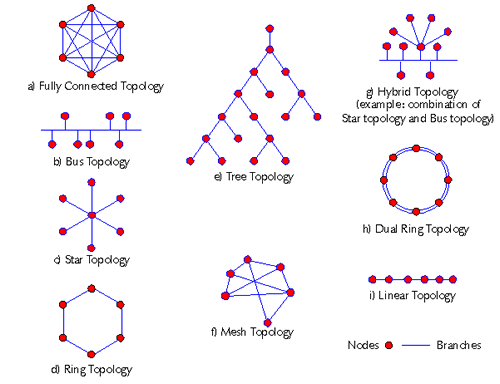 a) Fully Connected Topology
b) Bus Topology
c) Star Topology
d) Ring Topology
e) Tree Topology
f) Mesh Topology
g) Hybrid Topology
(example: combination of
Star topology and Bus topology)
h) Dual Ring Topology
i) Linear Topology
Nodes
Branches